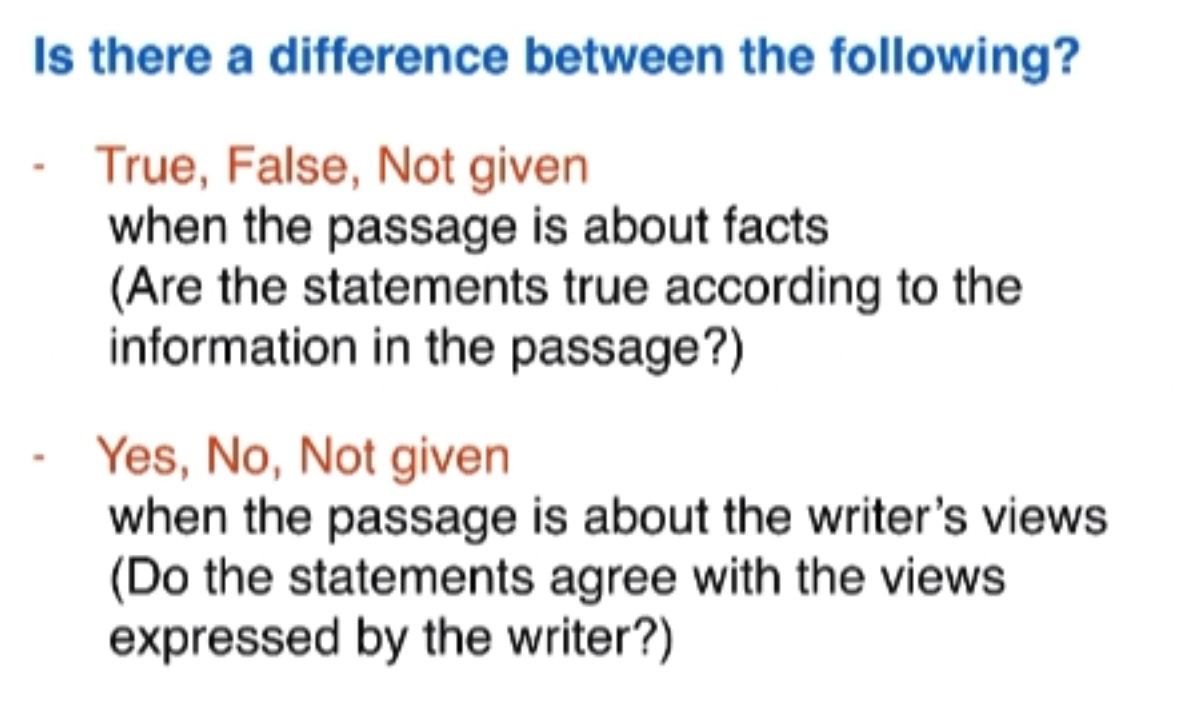 Is there a difference between the following?
- True, False, Not given
when the passage is about facts
(Are the statements true according to the
information in the passage?)
- Yes, No, Not given
when the passage is about the writer’s views
(Do the statements agree with the views
expressed by the writer?)